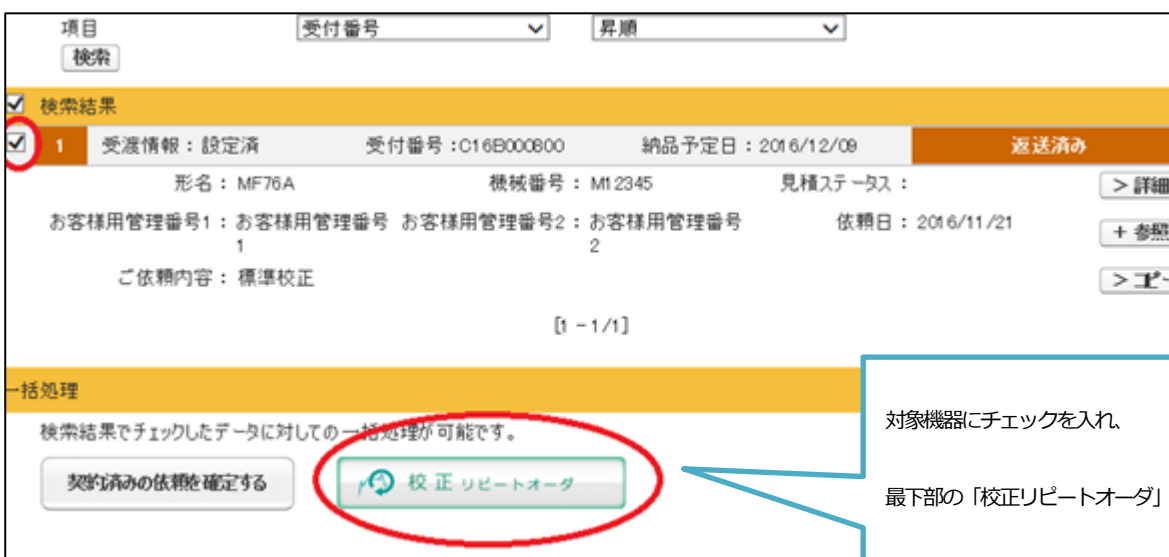 項目 受付番号 昇順
検索
検索結果
1 受渡情報：設定済 受付番号：C16B000800 納品予定日：2016/12/09 返送済み
形名：MF76A 機械番号：M12345 見積ステータス： ＞詳細
お客様用管理番号1：お客様用管理番号 お客様用管理番号2：お客様用管理番号 依頼日：2016/11/21 ＋参照
1 2
ご依頼内容：標準校正 ＞コピー
[1 - 1/1]
一括処理
検索結果でチェックしたデータに対しての一括処理が可能です。
契約済みの依頼を確定する 校正リピートオーダ
対象機器にチェックを入れ、
最下部の「校正リピートオーダ」